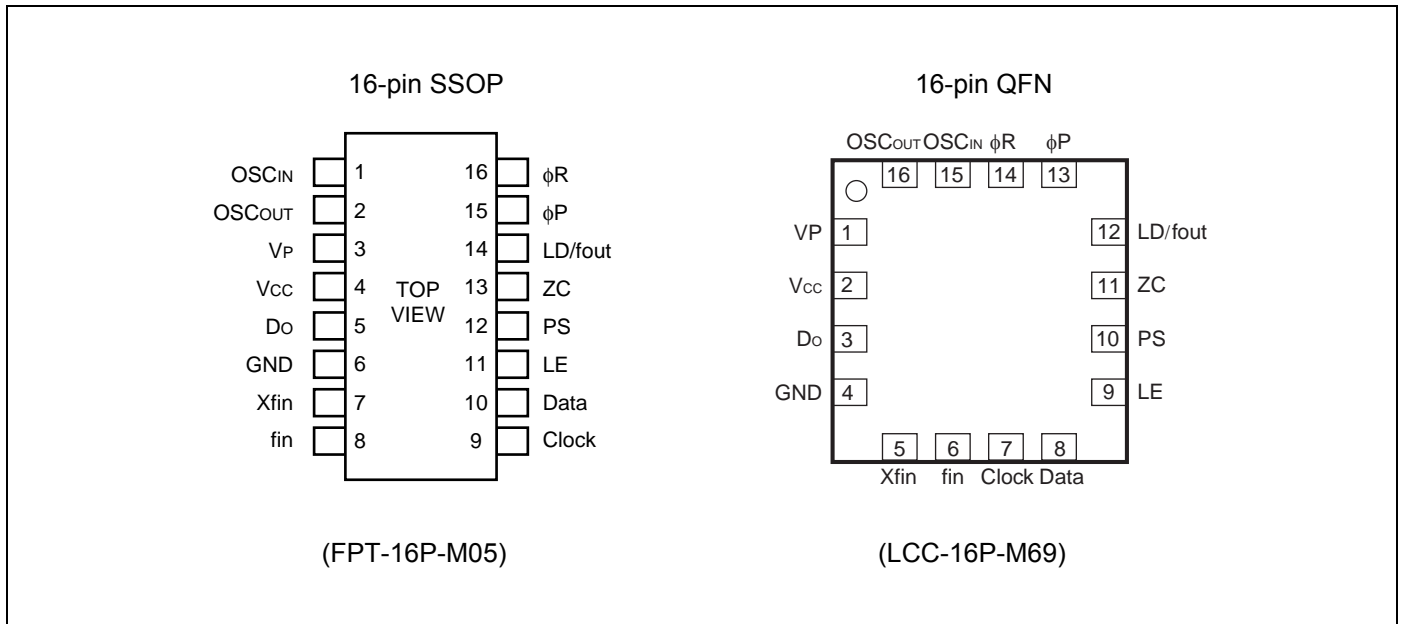 16-pin SSOP
OSCIN 1 16 ϕR
OSCOUT 2 15 ϕP
VP 3 14 LD/fout
VCC 4 13 ZC
TOP
VIEW
DO 5 12 PS
GND 6 11 LE
Xfin 7 10 Data
fin 8 9 Clock
(FPT-16P-M05)
16-pin QFN
OSCOUT OSCIN ϕR ϕP
16 15 14 13
VP 1 12 LD/fout
VCC 2 11 ZC
DO 3 10 PS
GND 4 9 LE
5 6 7 8
Xfin fin Clock Data
(LCC-16P-M69)